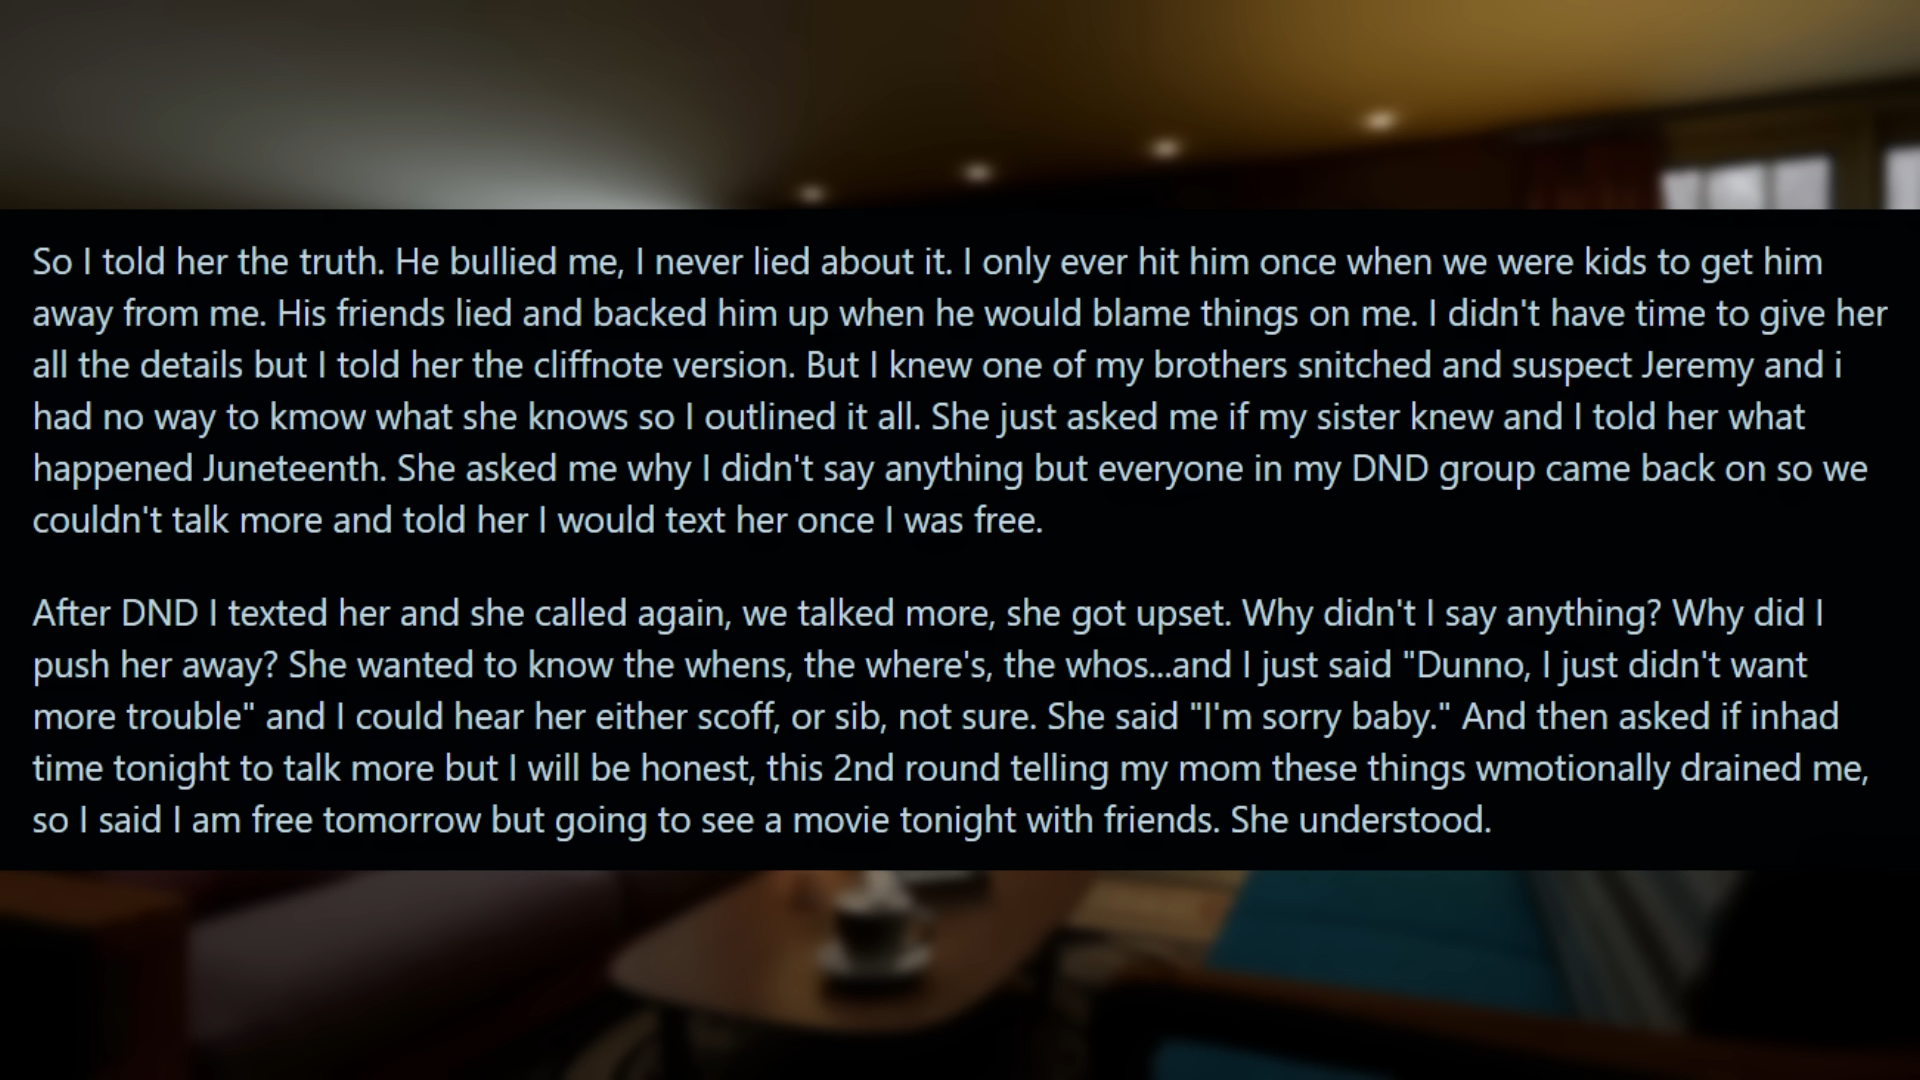 So I told her the truth. He bullied me, I never lied about it. I only ever hit him once when we were kids to get him
away from me. His friends lied and backed him up when he would blame things on me. I didn't have time to give her
all the details but I told her the cliffnote version. But I knew one of my brothers snitched and suspect Jeremy and i
had no way to kmow what she knows so I outlined it all. She just asked me if my sister knew and I told her what
happened Juneteenth. She asked me why I didn't say anything but everyone in my DND group came back on so we
couldn't talk more and told her I would text her once I was free.
After DND I texted her and she called again, we talked more, she got upset. Why didn't I say anything? Why did I
push her away? She wanted to know the whens, the where's, the whos...and I just said "Dunno, I just didn't want
more trouble" and I could hear her either scoff, or sib, not sure. She said "I'm sorry baby." And then asked if inhad
time tonight to talk more but I will be honest, this 2nd round telling my mom these things wmotionally drained me,
so I said I am free tomorrow but going to see a movie tonight with friends. She understood.